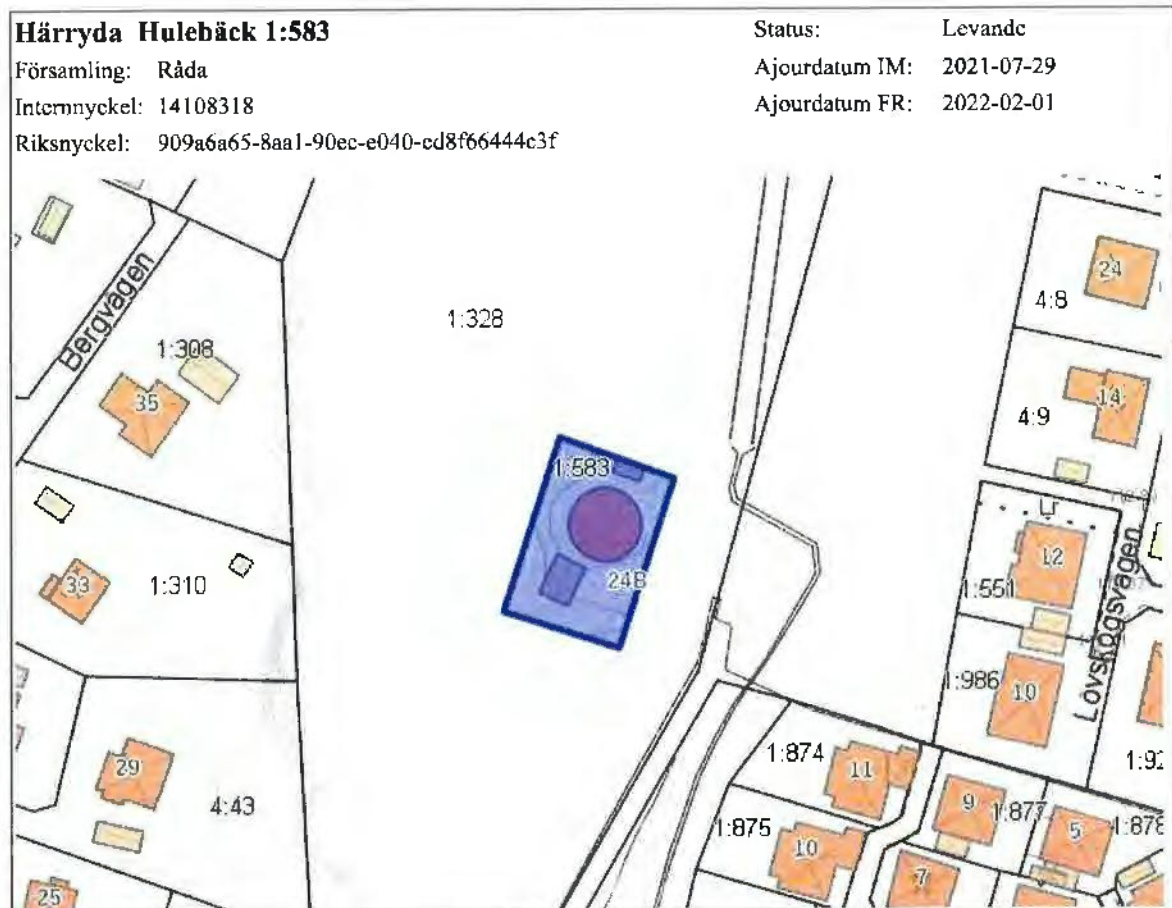 Härryda Hulebäck 1:583
Status: Levande
Församling: Råda
Ajourdatum IM: 2021-07-29
Internnyckel: 14108318
Ajourdatum FR: 2022-02-01
Riksnyckel: 909a6a65-8aa1-90ec-e040-cd8f66444c3f
Bergvägen
1:308
35
1:328
4:8
24
4:9
14
1:583
24B
33
1:310
12
1:551
Lövskogsvägen
1:986
10
29
4:43
1:874
11
1:92
1:875
10
9
1:877
5
1:878
7
25